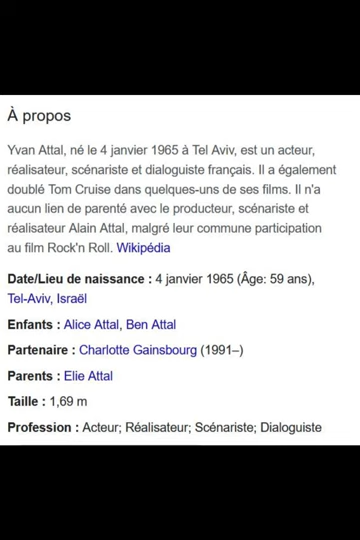 À propos
Yvan Attal, né le 4 janvier 1965 à Tel Aviv, est un acteur,
réalisateur, scénariste et dialoguiste français. Il a également
doublé Tom Cruise dans quelques-uns de ses films. Il n'a
aucun lien de parenté avec le producteur, scénariste et
réalisateur Alain Attal, malgré leur commune participation
au film Rock'n Roll. Wikipédia
Date/Lieu de naissance : 4 janvier 1965 (Âge: 59 ans),
Tel-Aviv, Israël
Enfants : Alice Attal, Ben Attal
Partenaire : Charlotte Gainsbourg (1991–)
Parents : Elie Attal
Taille : 1,69 m
Profession : Acteur; Réalisateur; Scénariste; Dialoguiste